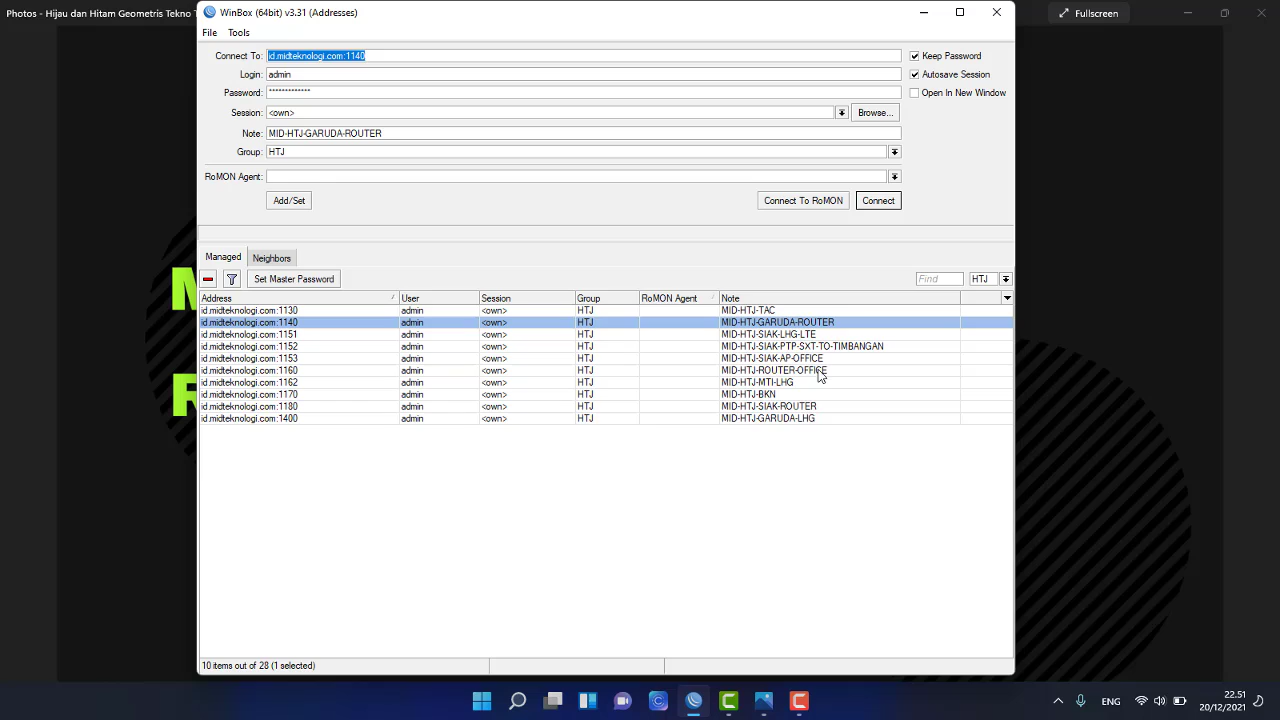 Photos - Hijau dan Hitam Geometris Tekno T
WinBox (64bit) v3.31 (Addresses)
Fullscreen
File Tools
Connect To: id.midteknologi.com:1140
Keep Password
Login: admin
Autosave Session
Password: *************
Open In New Window
Session: <own>
Browse...
Note: MID-HTJ-GARUDA-ROUTER
Group: HTJ
RoMON Agent:
Add/Set
Connect To RoMON
Connect
Managed Neighbors
Set Master Password
Find
HTJ
Address User Session Group RoMON Agent Note
id.midteknologi.com:1130 admin <own> HTJ MID-HTJ-TAC
id.midteknologi.com:1140 admin <own> HTJ MID-HTJ-GARUDA-ROUTER
id.midteknologi.com:1151 admin <own> HTJ MID-HTJ-SIAK-LHG-LTE
id.midteknologi.com:1152 admin <own> HTJ MID-HTJ-SIAK-PTP-SXT-TO-TIMBANGAN
id.midteknologi.com:1153 admin <own> HTJ MID-HTJ-SIAK-AP-OFFICE
id.midteknologi.com:1160 admin <own> HTJ MID-HTJ-ROUTER-OFFICE
id.midteknologi.com:1162 admin <own> HTJ MID-HTJ-MTI-LHG
id.midteknologi.com:1170 admin <own> HTJ MID-HTJ-BKN
id.midteknologi.com:1180 admin <own> HTJ MID-HTJ-SIAK-ROUTER
id.midteknologi.com:1400 admin <own> HTJ MID-HTJ-GARUDA-LHG
M
R
10 items out of 28 (1 selected)
ENG
22.51
20/12/2021